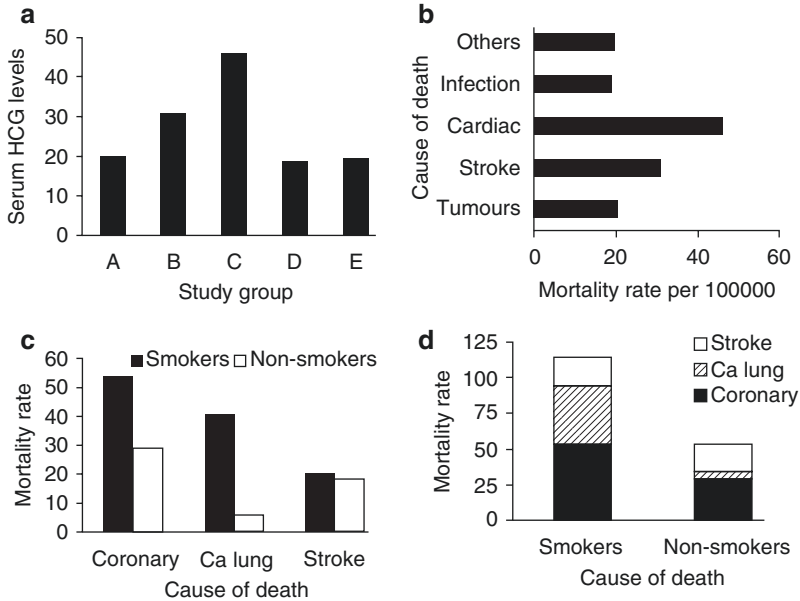 a
Serum HCG levels
50
40
30
20
10
0
A B C D E
Study group
b
Cause of death
Others
Infection
Cardiac
Stroke
Tumours
0 20 40 60
Mortality rate per 100000
c
Mortality rate
Smokers Non-smokers
60
50
40
30
20
10
0
Coronary Ca lung Stroke
Cause of death
d
Mortality rate
125
100
75
50
25
0
Stroke
Ca lung
Coronary
Smokers Non-smokers
Cause of death